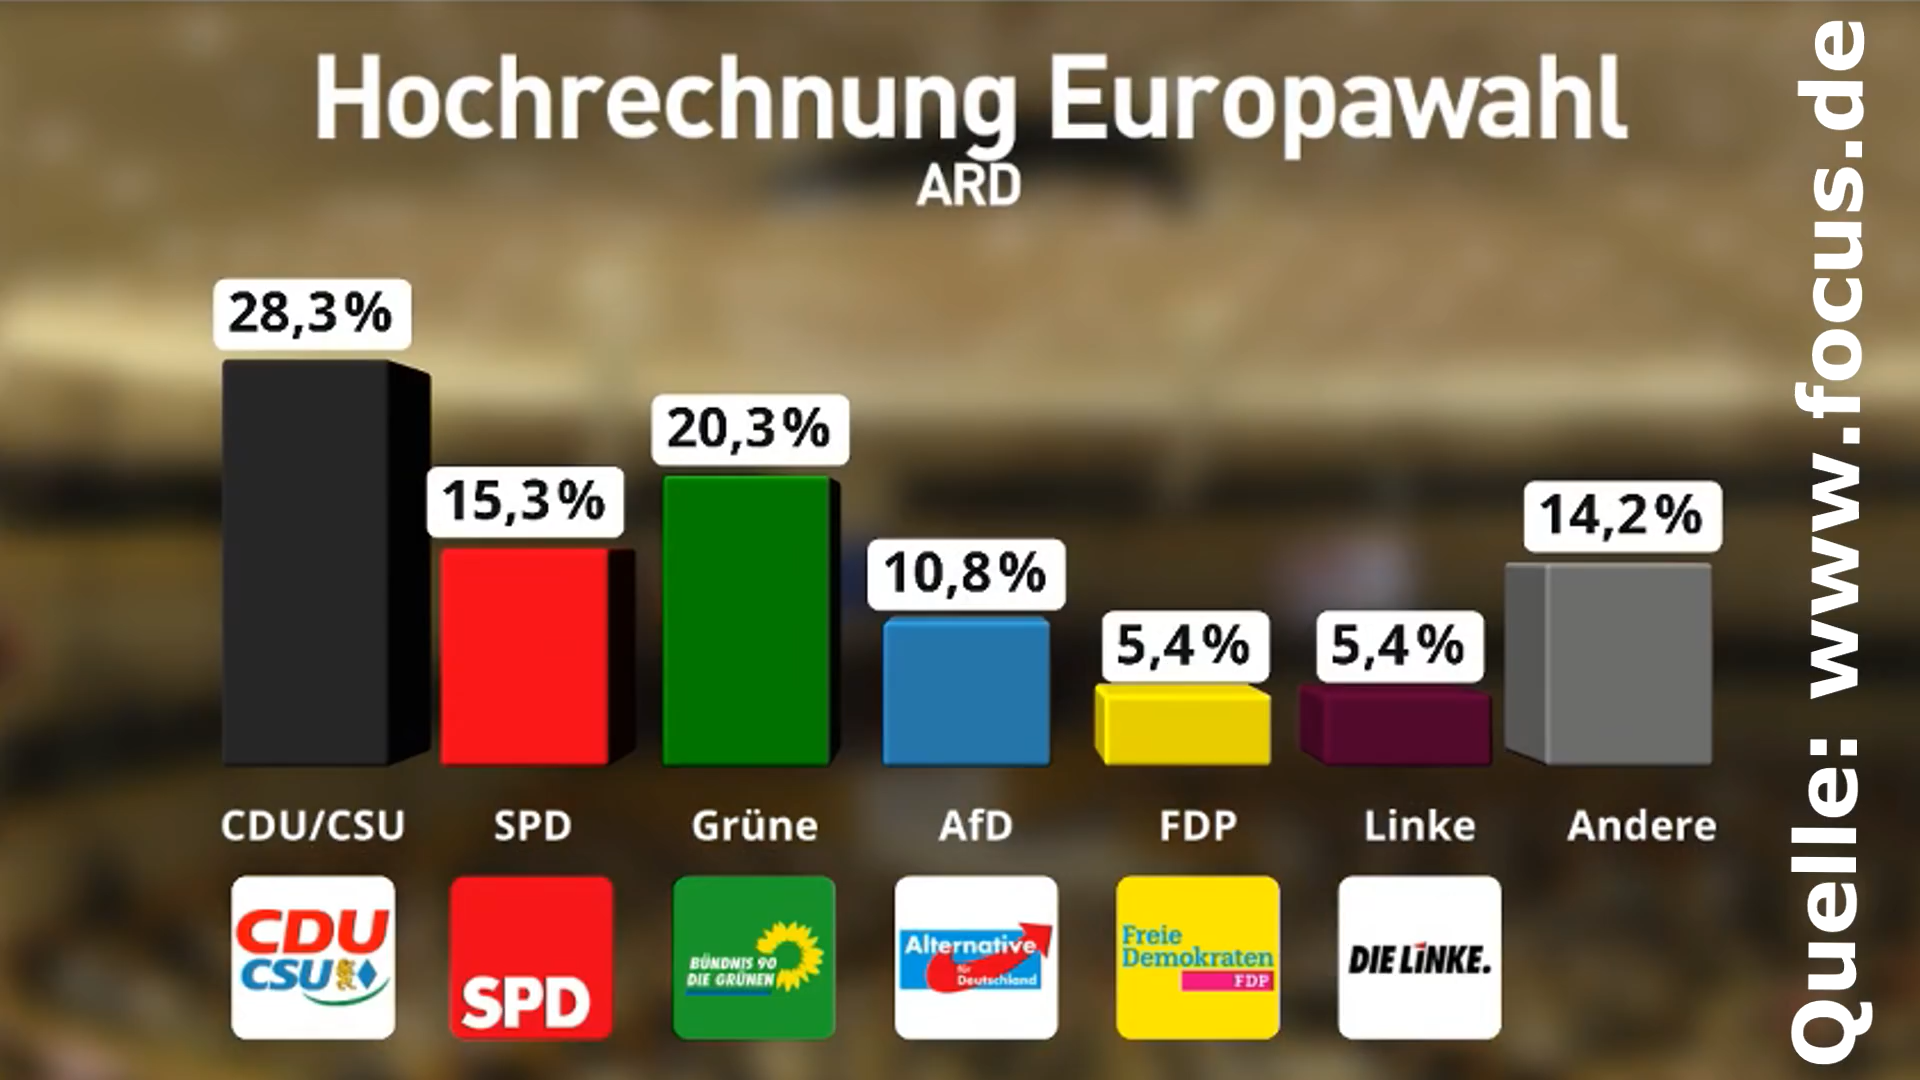 Hochrechnung Europawahl
ARD
28,3%
15,3%
20,3%
10,8%
5,4%
5,4%
14,2%
CDU/CSU
SPD
Grüne
AfD
FDP
Linke
Andere
CDU
CSU
SPD
BÜNDNIS 90
DIE GRÜNEN
Alternative
für
Deutschland
Freie
Demokraten
FDP
DIE LINKE.
Quelle: www.focus.de